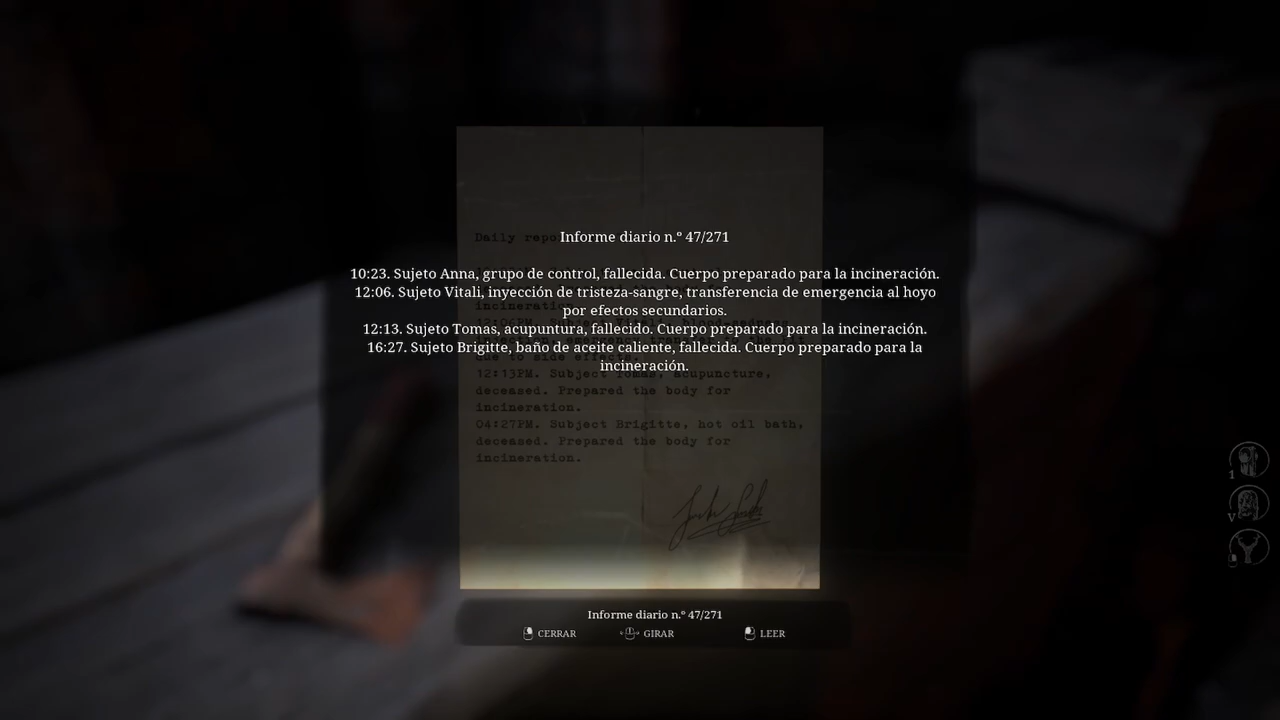 Informe diario n.º 47/271
10:23. Sujeto Anna, grupo de control, fallecida. Cuerpo preparado para la incineración.
12:06. Sujeto Vitali, inyección de tristeza-sangre, transferencia de emergencia al hoyo
por efectos secundarios.
12:13. Sujeto Tomas, acupuntura, fallecido. Cuerpo preparado para la incineración.
16:27. Sujeto Brigitte, baño de aceite caliente, fallecida. Cuerpo preparado para la
incineración.
Daily repo
incineration.
12:13PM. Subject Tomas, acupuncture,
deceased. Prepared the body for
incineration.
04:27PM. Subject Brigitte, hot oil bath,
deceased. Prepared the body for
incineration.
Informe diario n.º 47/271
CERRAR GIRAR LEER
1
V